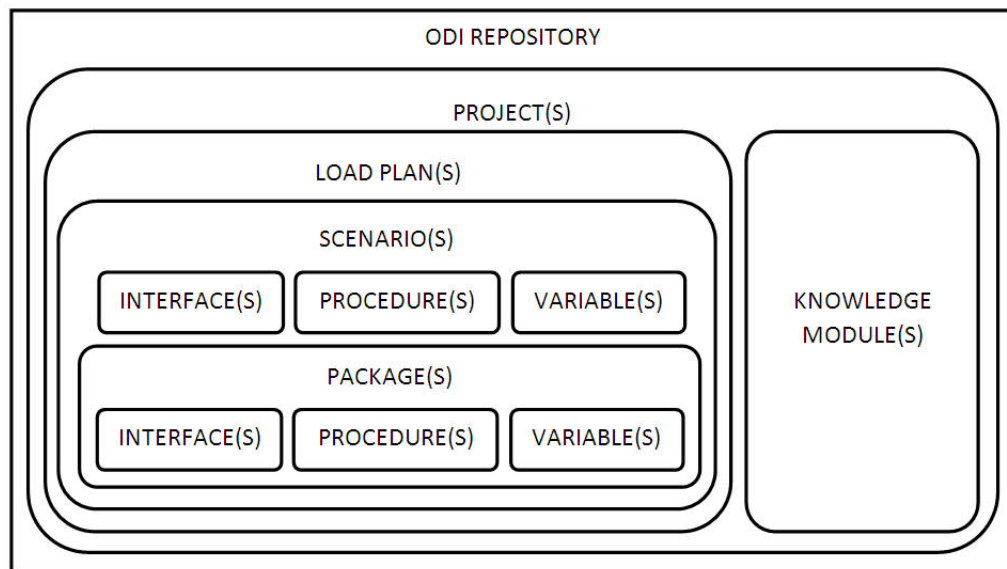 ODI REPOSITORY
PROJECT(S)
LOAD PLAN(S)
SCENARIO(S)
INTERFACE(S) PROCEDURE(S) VARIABLE(S)
PACKAGE(S)
INTERFACE(S) PROCEDURE(S) VARIABLE(S)
KNOWLEDGE
MODULE(S)